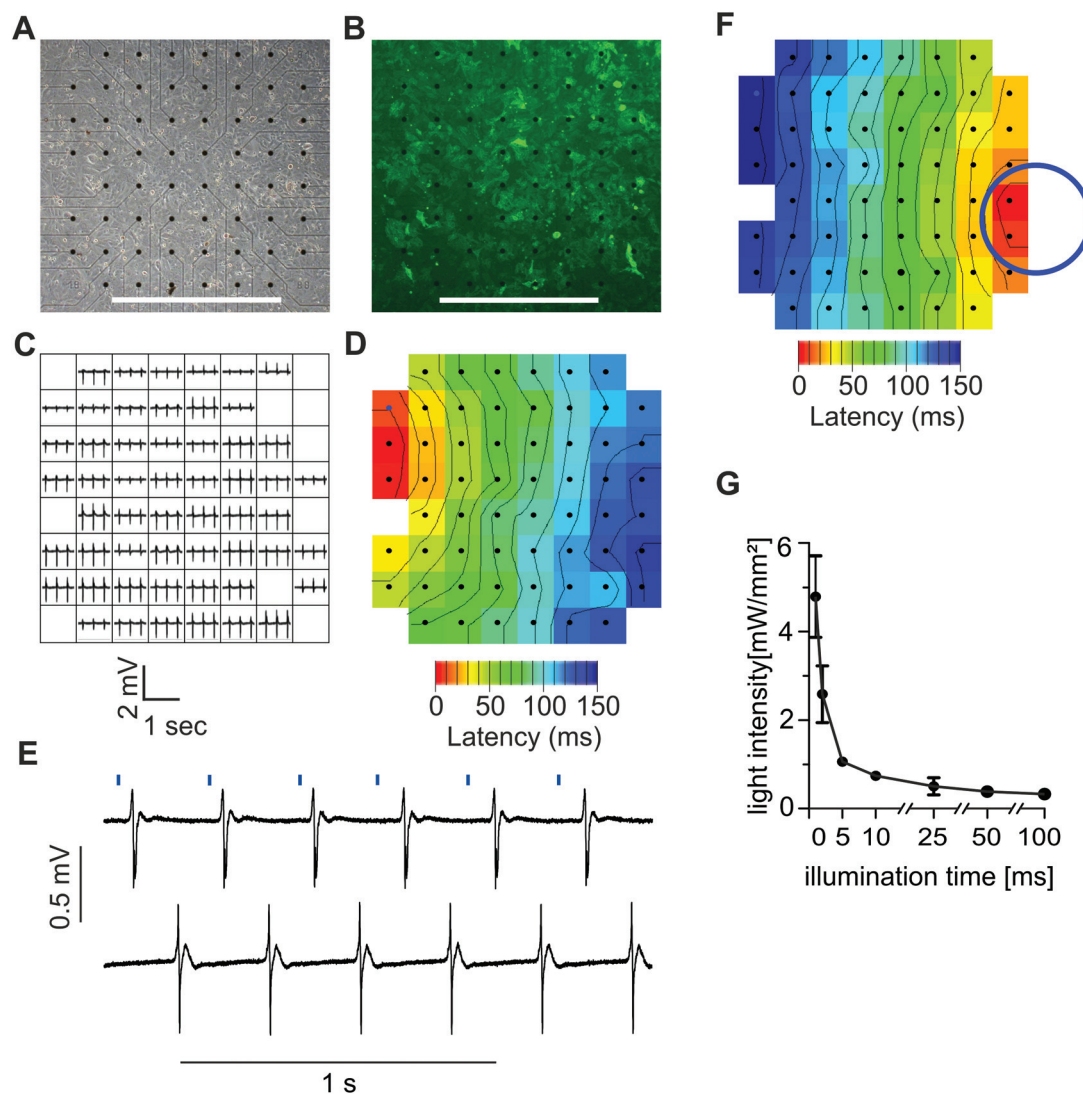 A
B
C
2 mV
1 sec
D
0 50 100 150
Latency (ms)
E
0.5 mV
1 s
F
0 50 100 150
Latency (ms)
G
light intensity[mW/mm²]
6
4
2
0
0 5 10 25 50 100
illumination time [ms]